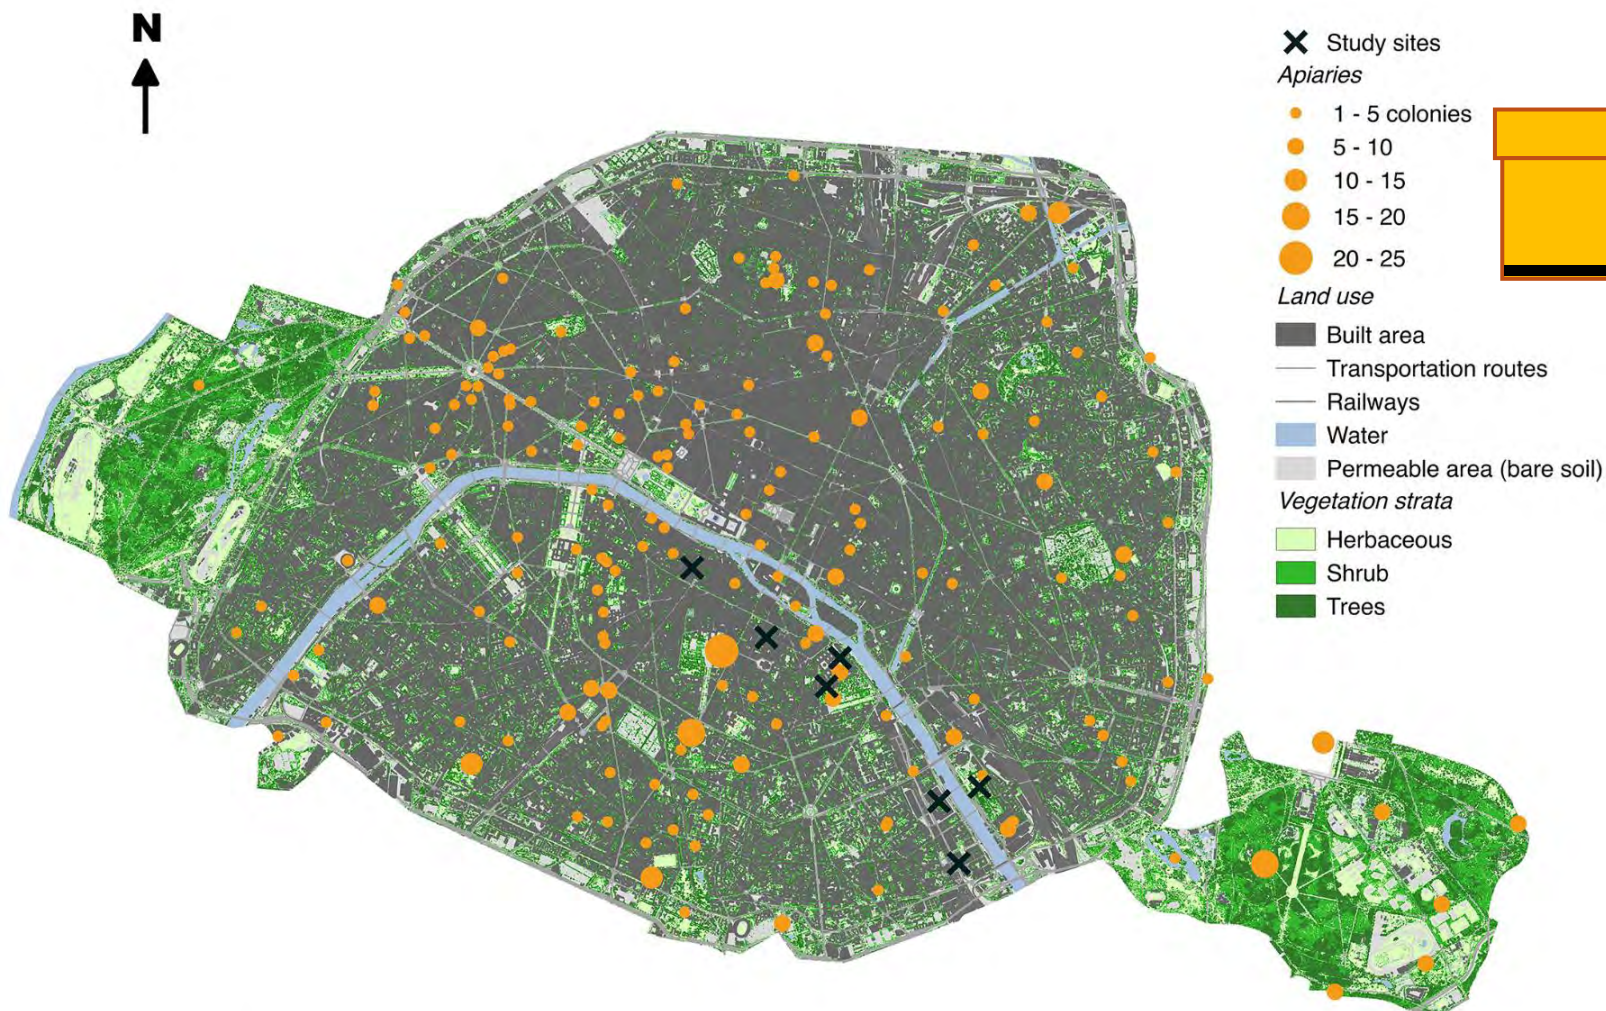 N
Study sites
Apiaries
1 - 5 colonies
5 - 10
10 - 15
15 - 20
20 - 25
Land use
Built area
Transportation routes
Railways
Water
Permeable area (bare soil)
Vegetation strata
Herbaceous
Shrub
Trees